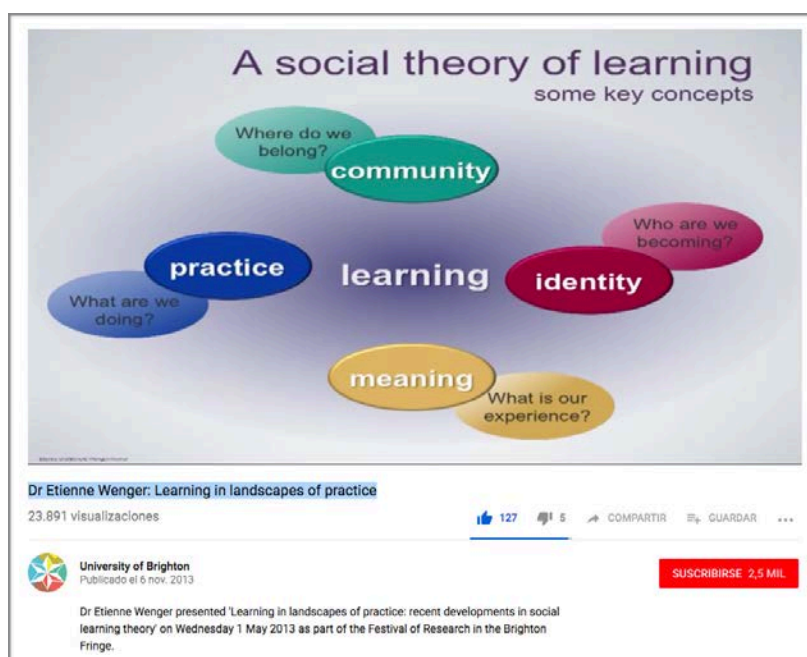 A social theory of learning
some key concepts
Where do we
belong?
community
Who are we
becoming?
practice
learning
identity
What are we
doing?
meaning
What is our
experience?
Dr Etienne Wenger: Learning in landscapes of practice
23.891 visualizaciones
127
5
COMPARTIR
GUARDAR
University of Brighton
Publicado el 6 nov. 2013
SUSCRIBIRSE 2,5 MIL
Dr Etienne Wenger presented 'Learning in landscapes of practice: recent developments in social
learning theory' on Wednesday 1 May 2013 as part of the Festival of Research in the Brighton
Fringe.